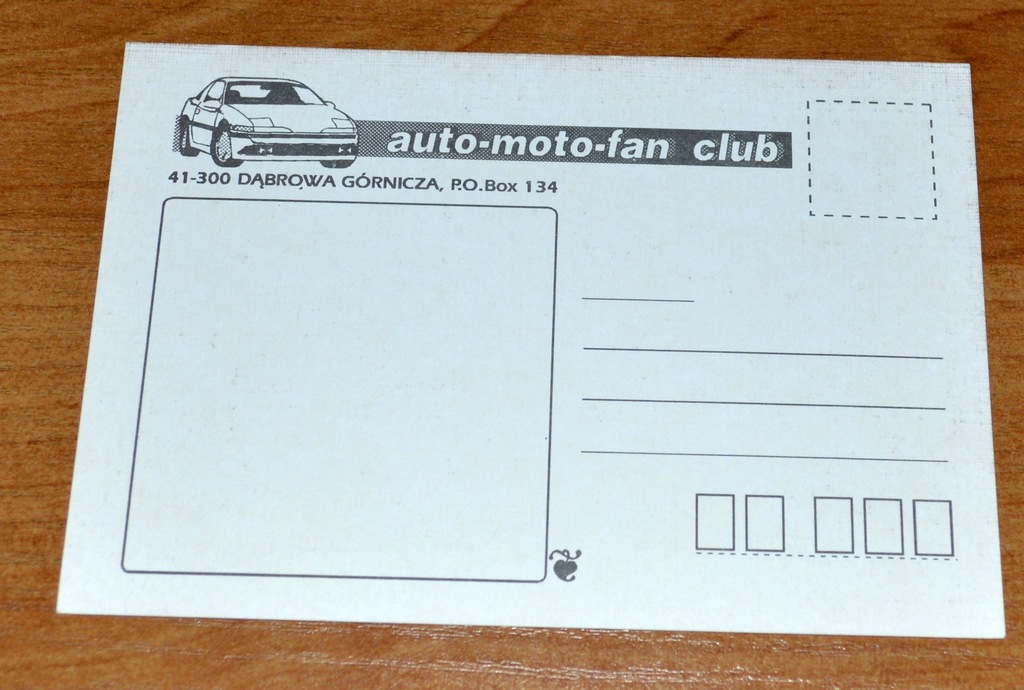 auto-moto-fan club
41-300 DĄBROWA GÓRNICZA, P.O.Box 134